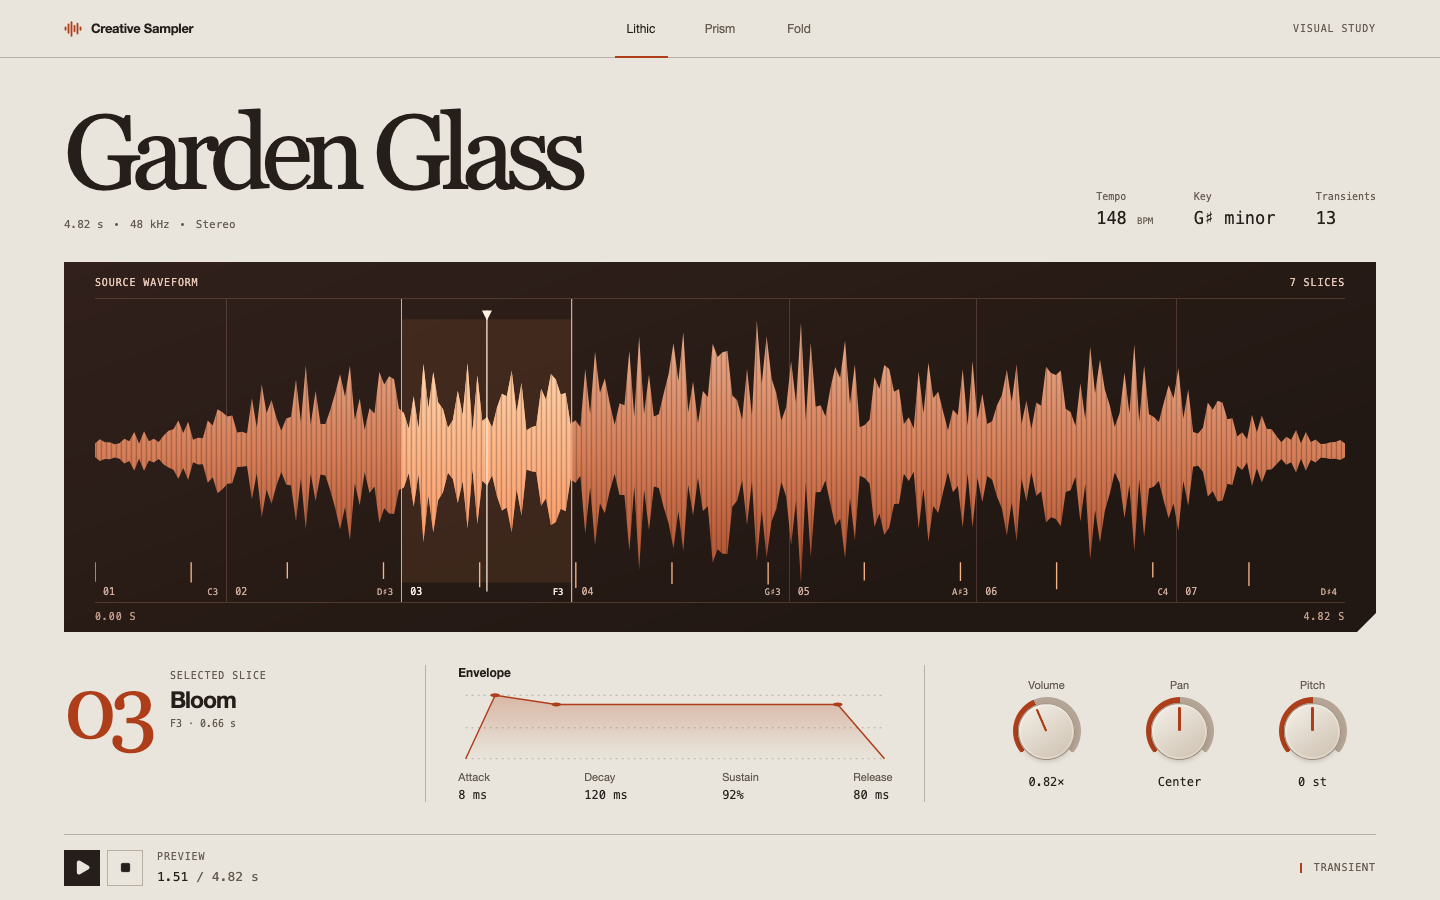 Creative Sampler
Lithic
Prism
Fold
VISUAL STUDY
Garden Glass
4.82 s • 48 kHz • Stereo
Tempo
148 BPM
Key
G♯ minor
Transients
13
SOURCE WAVEFORM
7 SLICES
01
C3
02
D♯3
03
F3
04
G♯3
05
A♯3
06
C4
07
D♯4
0.00 S
4.82 S
03
SELECTED SLICE
Bloom
F3 · 0.66 s
Envelope
Attack
8 ms
Decay
120 ms
Sustain
92%
Release
80 ms
Volume
0.82×
Pan
Center
Pitch
0 st
PREVIEW
1.51 / 4.82 s
TRANSIENT